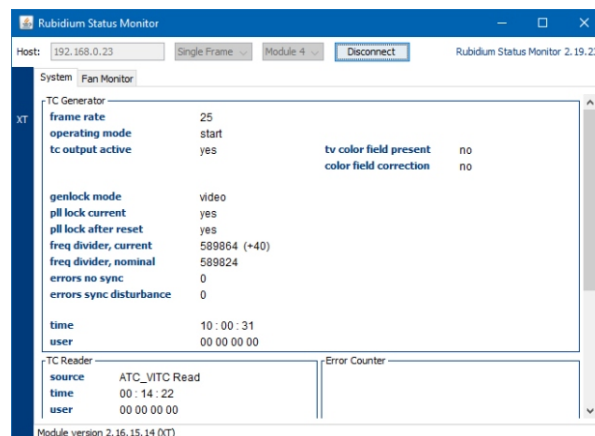 Rubidium Status Monitor
Host: 192.168.0.23 Single Frame Module 4 Disconnect Rubidium Status Monitor 2.19.2
System Fan Monitor
XT
TC Generator
frame rate 25
operating mode start
tc output active yes tv color field present no
color field correction no
genlock mode video
pll lock current yes
pll lock after reset yes
freq divider, current 589864 (+40)
freq divider, nominal 589824
errors no sync 0
errors sync disturbance 0
time 10 : 00 : 31
user 00 00 00 00
TC Reader Error Counter
source ATC_VITC Read
time 00 : 14 : 22
user 00 00 00 00
Module version 2.16.15.14 (XT)